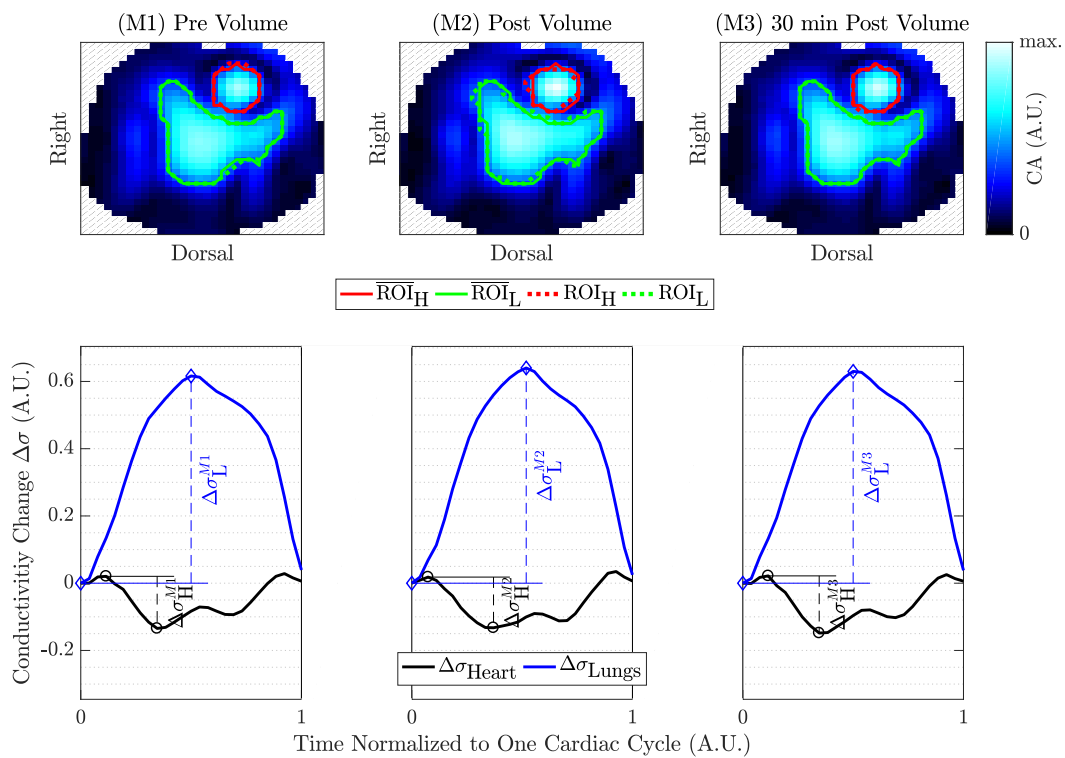 (M1) Pre Volume
(M2) Post Volume
(M3) 30 min Post Volume
Right
Right
Right
Dorsal
Dorsal
Dorsal
max.
0
CA (A.U.)
R̅O̅I̅_H R̅O̅I̅_L ROI_H ROI_L
Conductivitiy Change Δσ (A.U.)
0.6
0.4
0.2
0
-0.2
Δσ_L^{M1}
Δσ_H^{M1}
Δσ_L^{M2}
Δσ_H^{M2}
Δσ_L^{M3}
Δσ_H^{M3}
Δσ_Heart Δσ_Lungs
0 1 0 1 0 1
Time Normalized to One Cardiac Cycle (A.U.)